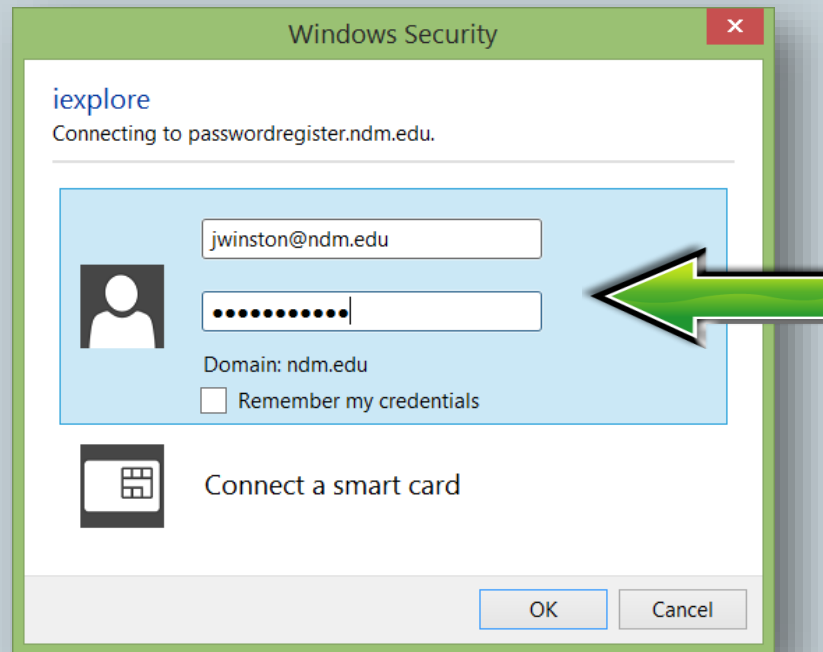 Windows Security
iexplore
Connecting to passwordregister.ndm.edu.
jwinston@ndm.edu
●●●●●●●●●●●
Domain: ndm.edu
Remember my credentials
Connect a smart card
OK
Cancel